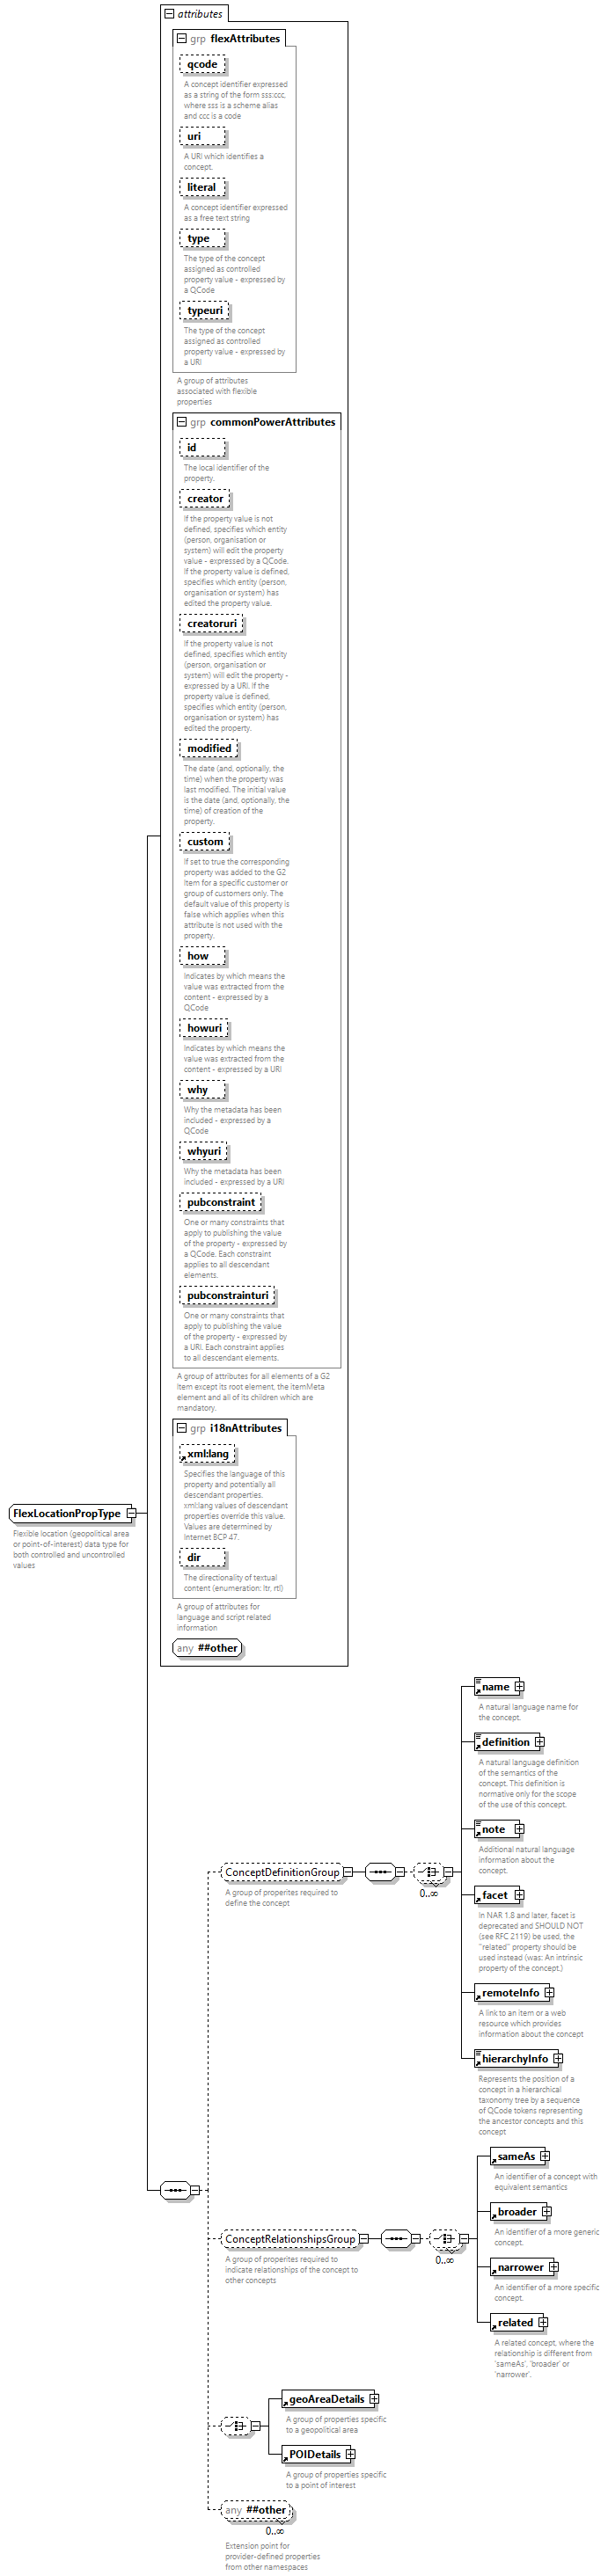 attributes
grp flexAttributes
qcode
A concept identifier expressed
as a string of the form sss:ccc,
where sss is a scheme alias
and ccc is a code
uri
A URI which identifies a
concept.
literal
A concept identifier expressed
as a free text string
type
The type of the concept
assigned as controlled
property value - expressed by
a QCode
typeuri
The type of the concept
assigned as controlled
property value - expressed by
a URI
A group of attributes
associated with flexible
properties
grp commonPowerAttributes
id
The local identifier of the
property.
creator
If the property value is not
defined, specifies which entity
(person, organisation or
system) will edit the property
value - expressed by a QCode.
If the property value is defined,
specifies which entity (person,
organisation or system) has
edited the property value.
creatoruri
If the property value is not
defined, specifies which entity
(person, organisation or
system) will edit the property -
expressed by a URI. If the
property value is defined,
specifies which entity (person,
organisation or system) has
edited the property.
modified
The date (and, optionally, the
time) when the property was
last modified. The initial value
is the date (and, optionally, the
time) of creation of the
property.
custom
If set to true the corresponding
property was added to the G2
Item for a specific customer or
group of customers only. The
default value of this property is
false which applies when this
attribute is not used with the
property.
how
Indicates by which means the
value was extracted from the
content - expressed by a
QCode
howuri
Indicates by which means the
value was extracted from the
content - expressed by a URI
why
Why the metadata has been
included - expressed by a
QCode
whyuri
Why the metadata has been
included - expressed by a URI
pubconstraint
One or many constraints that
apply to publishing the value
of the property - expressed by
a QCode. Each constraint
applies to all descendant
elements.
pubconstrainturi
One or many constraints that
apply to publishing the value
of the property - expressed by
a URI. Each constraint applies
to all descendant elements.
A group of attributes for all elements of a G2
Item except its root element, the itemMeta
element and all of its children which are
mandatory.
grp i18nAttributes
xml:lang
Specifies the language of this
property and potentially all
descendant properties.
xml:lang values of descendant
properties override this value.
Values are determined by
Internet BCP 47.
dir
The directionality of textual
content (enumeration: ltr, rtl)
A group of attributes for
language and script related
information
any ##other
FlexLocationPropType
Flexible location (geopolitical area
or point-of-interest) data type for
both controlled and uncontrolled
values
name
A natural language name for
the concept.
definition
A natural language definition
of the semantics of the
concept. This definition is
normative only for the scope
of the use of this concept.
note
Additional natural language
information about the
concept.
ConceptDefinitionGroup
0..∞
A group of properites required to
define the concept
facet
In NAR 1.8 and later, facet is
deprecated and SHOULD NOT
(see RFC 2119) be used, the
"related" property should be
used instead (was: An intrinsic
property of the concept.)
remoteInfo
A link to an item or a web
resource which provides
information about the concept
hierarchyInfo
Represents the position of a
concept in a hierarchical
taxonomy tree by a sequence
of QCode tokens representing
the ancestor concepts and this
concept
sameAs
An identifier of a concept with
equivalent semantics
broader
An identifier of a more generic
concept.
ConceptRelationshipsGroup
0..∞
A group of properites required to
indicate relationships of the concept to
other concepts
narrower
An identifier of a more specific
concept.
related
A related concept, where the
relationship is different from
'sameAs', 'broader' or
'narrower'.
geoAreaDetails
A group of properties specific
to a geopolitical area
POIDetails
A group of properties specific
to a point of interest
any ##other
0..∞
Extension point for
provider-defined properties
from other namespaces